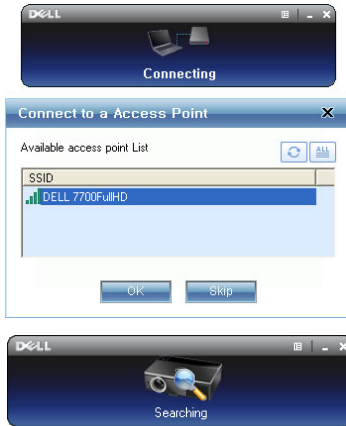 DELL
Connecting
Connect to a Access Point
Available access point List
ALL
SSID
DELL 7700FullHD
OK
Skip
DELL
Searching